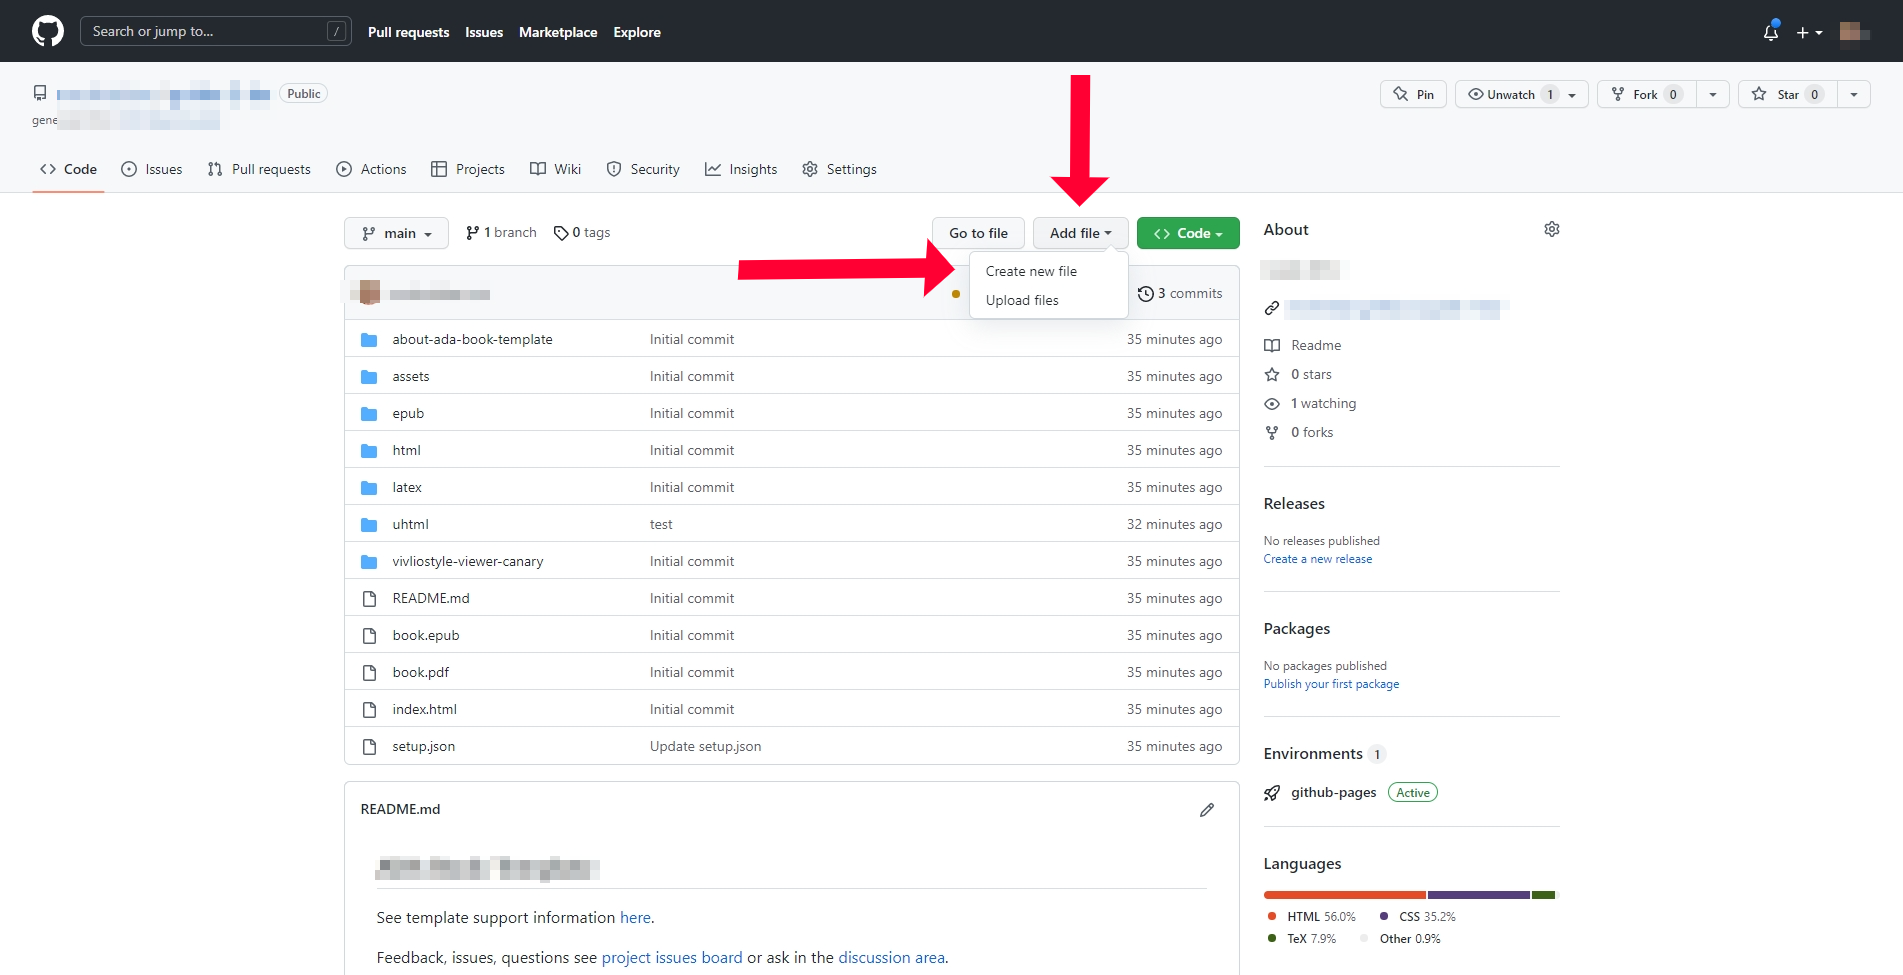 Search or jump to... /
Pull requests Issues Marketplace Explore
Public
gene
Pin Unwatch 1 Fork 0 Star 0
Code Issues Pull requests Actions Projects Wiki Security Insights Settings
main 1 branch 0 tags Go to file Add file Code
Create new file
Upload files
3 commits
about-ada-book-template Initial commit 35 minutes ago
assets Initial commit 35 minutes ago
epub Initial commit 35 minutes ago
html Initial commit 35 minutes ago
latex Initial commit 35 minutes ago
uhtml test 32 minutes ago
vivliostyle-viewer-canary Initial commit 35 minutes ago
README.md Initial commit 35 minutes ago
book.epub Initial commit 35 minutes ago
book.pdf Initial commit 35 minutes ago
index.html Initial commit 35 minutes ago
setup.json Update setup.json 35 minutes ago
README.md
See template support information here.
Feedback, issues, questions see project issues board or ask in the discussion area.
About
Readme
0 stars
1 watching
0 forks
Releases
No releases published
Create a new release
Packages
No packages published
Publish your first package
Environments 1
github-pages Active
Languages
HTML 56.0% CSS 35.2%
TeX 7.9% Other 0.9%